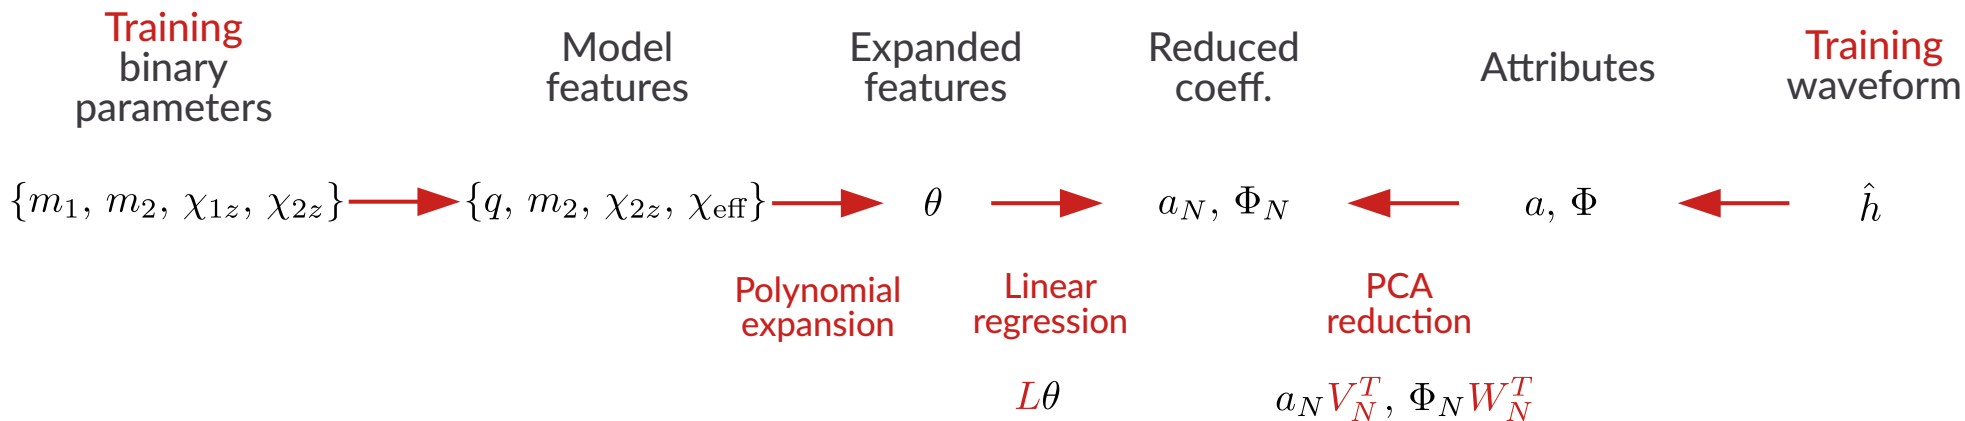 Training
binary
parameters
Model
features
Expanded
features
Reduced
coeff.
Attributes
Training
waveform
{m₁, m₂, χ₁z, χ₂z}
{q, m₂, χ₂z, χeff}
θ
a_N, Φ_N
a, Φ
ĥ
Polynomial
expansion
Linear
regression
PCA
reduction
Lθ
a_N V_N^T, Φ_N W_N^T